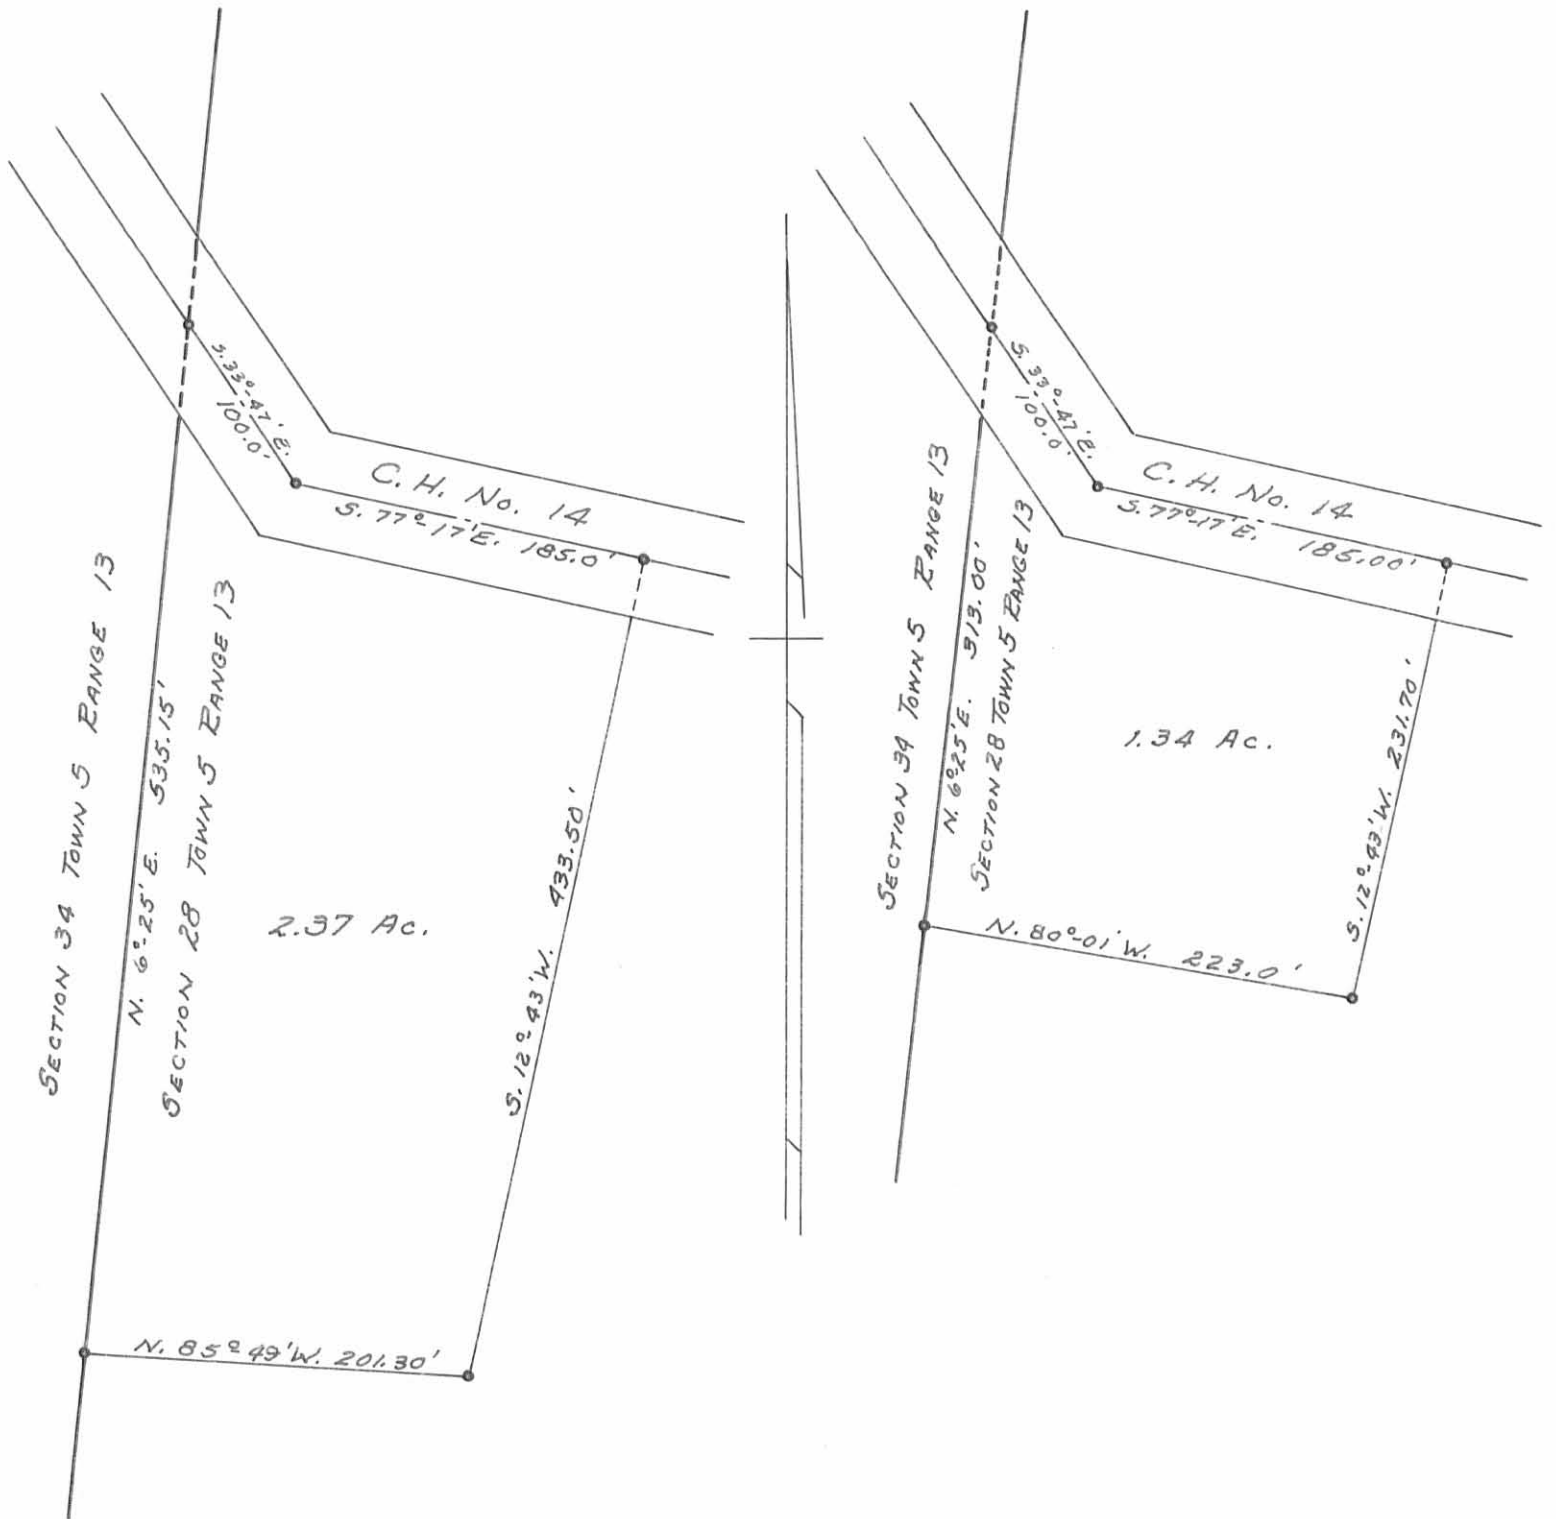 S. 33°-47' E.
100.0'
C. H. No. 14
S. 77°-17' E. 185.0'
SECTION 34 TOWN 5 RANGE 13
N. 6°-25' E. 535.15'
SECTION 28 TOWN 5 RANGE 13
2.37 Ac.
S. 12°-43' W. 433.50'
N. 85°-49' W. 201.30'
S. 33°-47' E.
100.0'
C. H. No. 14
S. 77°-17' E. 185.00'
SECTION 34 TOWN 5 RANGE 13
N. 6°-25' E. 313.00'
SECTION 28 TOWN 5 RANGE 13
1.34 Ac.
S. 12°-43' W. 231.70'
N. 80°-01' W. 223.0'